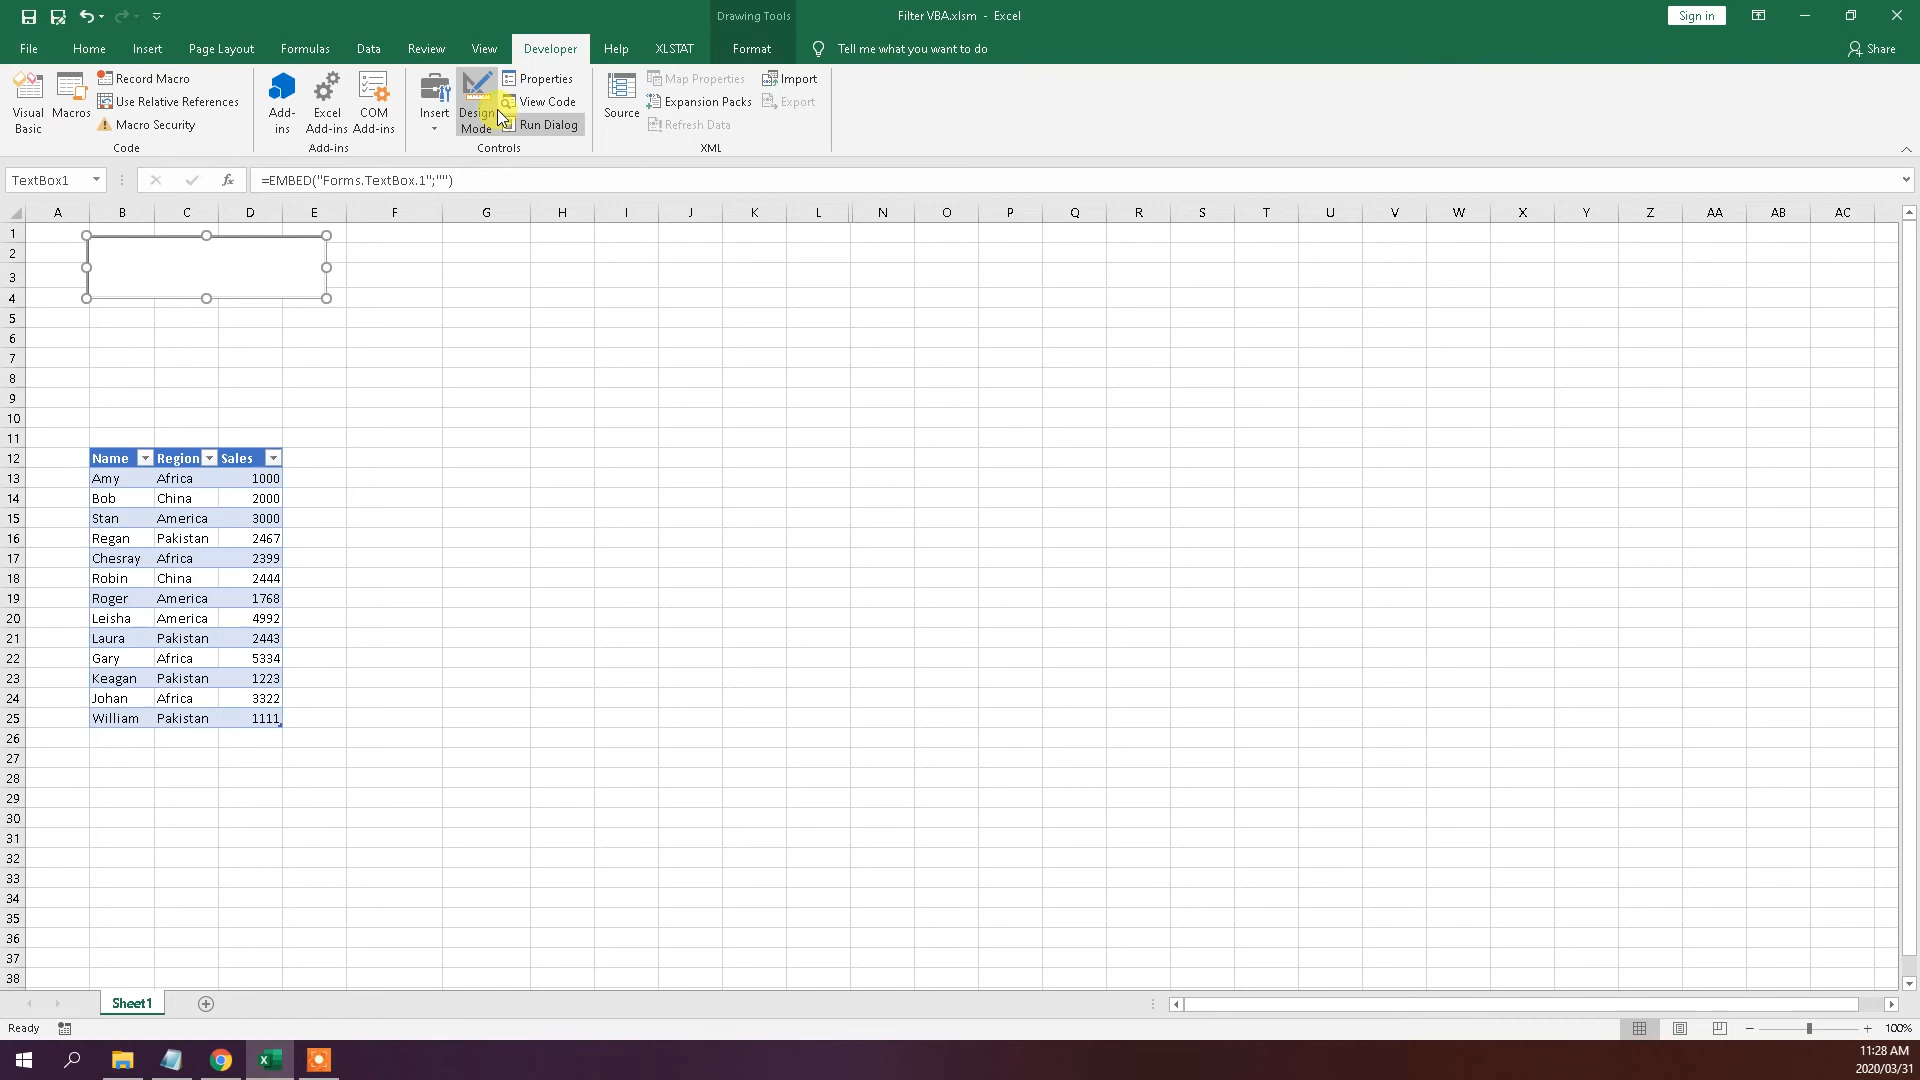 Drawing Tools
Filter VBA.xlsm - Excel
Sign in
File Home Insert Page Layout Formulas Data Review View Developer Help XLSTAT Format Tell me what you want to do Share
Visual Basic
Macros
Record Macro
Use Relative References
Macro Security
Code
Add-ins
Excel Add-ins
COM Add-ins
Add-ins
Insert
Design Mode
Properties
View Code
Run Dialog
Controls
Source
Map Properties
Expansion Packs
Refresh Data
Import
Export
XML
TextBox1 fx =EMBED("Forms.TextBox.1";"")
A B C D E F G H I J K L N O P Q R S T U V W X Y Z AA AB AC
1
2
3
4
5
6
7
8
9
10
11
12 Name Region Sales
13 Amy Africa 1000
14 Bob China 2000
15 Stan America 3000
16 Regan Pakistan 2467
17 Chesray Africa 2399
18 Robin China 2444
19 Roger America 1768
20 Leisha America 4992
21 Laura Pakistan 2443
22 Gary Africa 5334
23 Keagan Pakistan 1223
24 Johan Africa 3322
25 William Pakistan 1111
26
27
28
29
30
31
32
33
34
35
36
37
38
Sheet1
Ready
100%
11:28 AM
2020/03/31